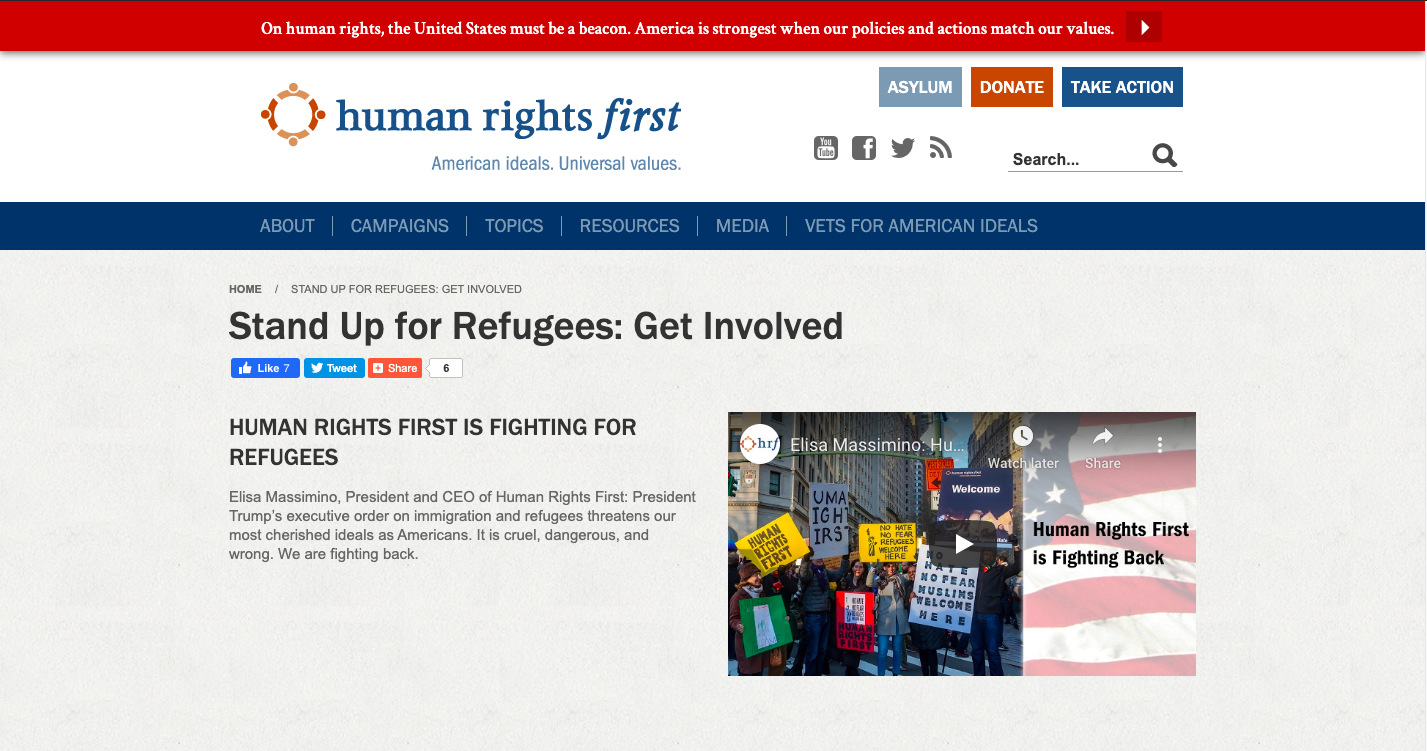 On human rights, the United States must be a beacon. America is strongest when our policies and actions match our values.
ASYLUM DONATE TAKE ACTION
human rights first
American ideals. Universal values.
You
Tube
Search...
ABOUT CAMPAIGNS TOPICS RESOURCES MEDIA VETS FOR AMERICAN IDEALS
HOME / STAND UP FOR REFUGEES: GET INVOLVED
Stand Up for Refugees: Get Involved
Like 7 Tweet Share 6
HUMAN RIGHTS FIRST IS FIGHTING FOR
REFUGEES
Elisa Massimino, President and CEO of Human Rights First: President
Trump's executive order on immigration and refugees threatens our
most cherished ideals as Americans. It is cruel, dangerous, and
wrong. We are fighting back.
hrf Elisa Massimino: Hu...
Watch later Share
Welcome
UMA
IGHT
IRS
HUMAN
RIGHTS
FIRST
NO HATE
NO FEAR
REFUGEES
WELCOME
HERE
NO
HATE
NO FEAR
MUSLIMS
WELCOME
HERE
HUMAN
RIGHTS
FIRST
Human Rights First
is Fighting Back